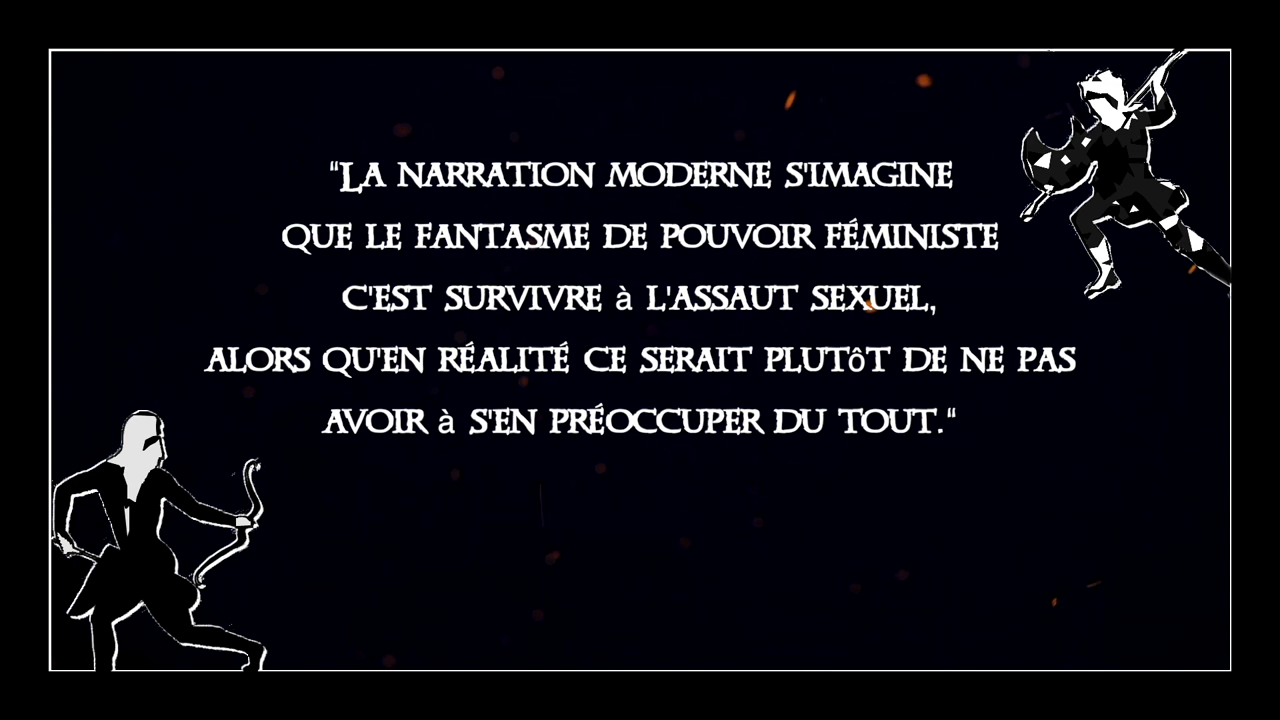 "La narration moderne s'imagine
que le fantasme de pouvoir féministe
c'est survivre à l'assaut sexuel,
alors qu'en réalité ce serait plutôt de ne pas
avoir à s'en préoccuper du tout."